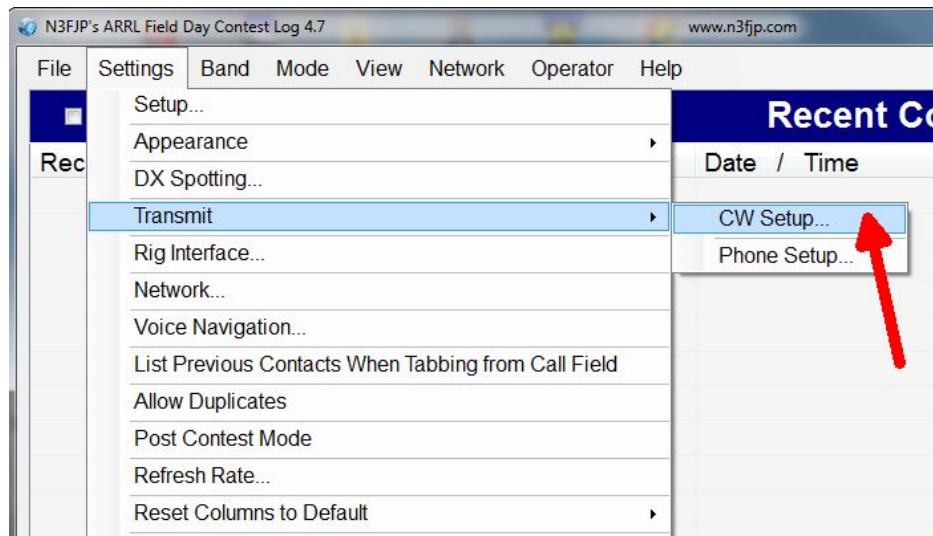 N3FJP's ARRL Field Day Contest Log 4.7 www.n3fjp.com
File Settings Band Mode View Network Operator Help
Setup...
Recent Co
Appearance
Rec
Date / Time
DX Spotting...
Transmit
CW Setup...
Rig Interface...
Phone Setup...
Network...
Voice Navigation...
List Previous Contacts When Tabbing from Call Field
Allow Duplicates
Post Contest Mode
Refresh Rate...
Reset Columns to Default